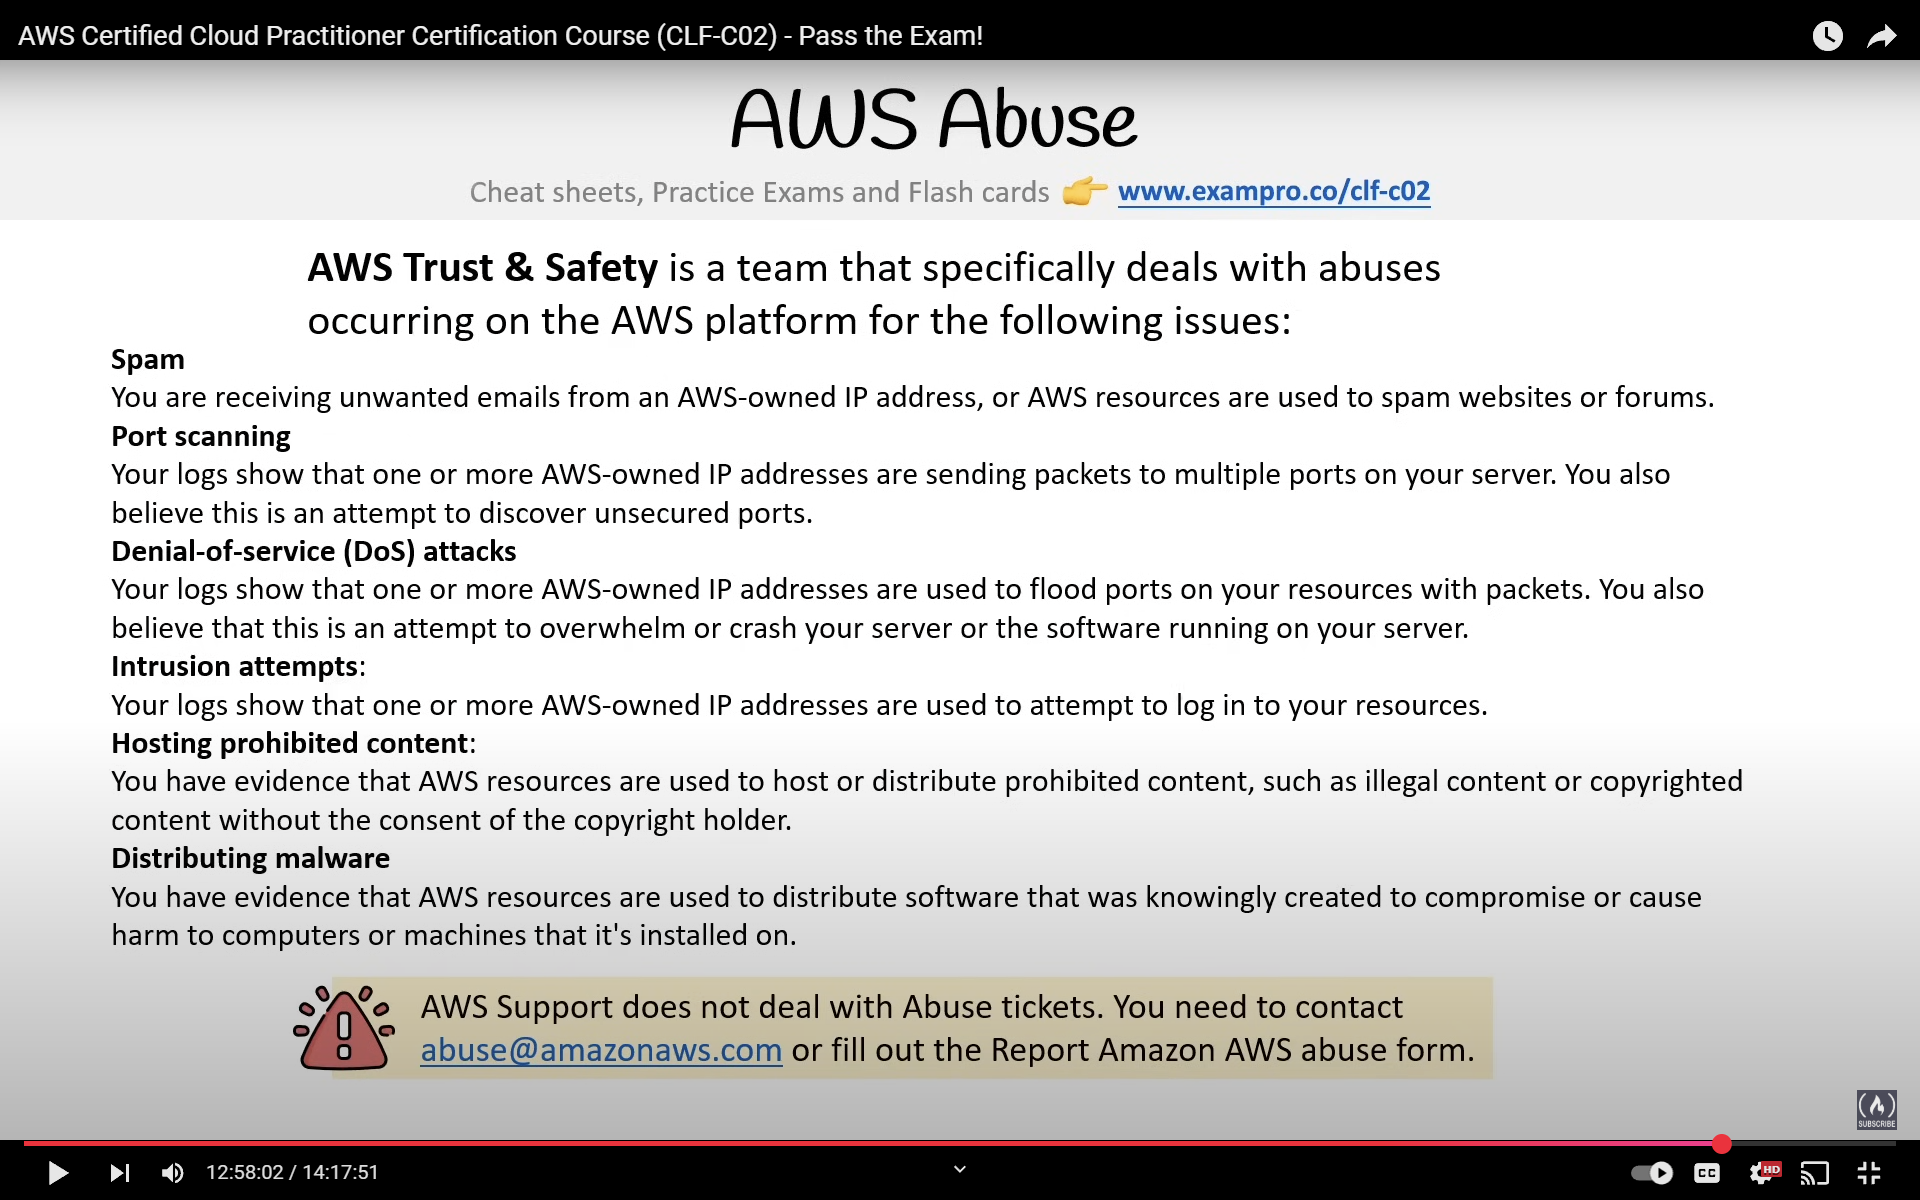 AWS Certified Cloud Practitioner Certification Course (CLF-C02) - Pass the Exam!
AWS Abuse
Cheat sheets, Practice Exams and Flash cards 👉 www.exampro.co/clf-c02
AWS Trust & Safety is a team that specifically deals with abuses
occurring on the AWS platform for the following issues:
Spam
You are receiving unwanted emails from an AWS-owned IP address, or AWS resources are used to spam websites or forums.
Port scanning
Your logs show that one or more AWS-owned IP addresses are sending packets to multiple ports on your server. You also
believe this is an attempt to discover unsecured ports.
Denial-of-service (DoS) attacks
Your logs show that one or more AWS-owned IP addresses are used to flood ports on your resources with packets. You also
believe that this is an attempt to overwhelm or crash your server or the software running on your server.
Intrusion attempts:
Your logs show that one or more AWS-owned IP addresses are used to attempt to log in to your resources.
Hosting prohibited content:
You have evidence that AWS resources are used to host or distribute prohibited content, such as illegal content or copyrighted
content without the consent of the copyright holder.
Distributing malware
You have evidence that AWS resources are used to distribute software that was knowingly created to compromise or cause
harm to computers or machines that it's installed on.
AWS Support does not deal with Abuse tickets. You need to contact
abuse@amazonaws.com or fill out the Report Amazon AWS abuse form.
SUBSCRIBE
12:58:02 / 14:17:51
CC
HD